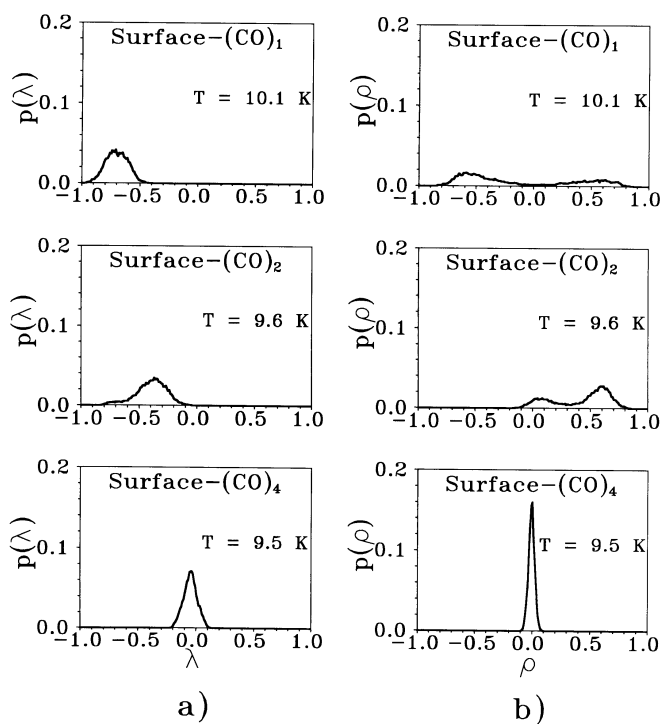 Surface-(CO)₁
T = 10.1 K
p(λ)
0.2
0.1
0.0
-1.0 -0.5 0.0 0.5 1.0
Surface-(CO)₁
T = 10.1 K
p(ρ)
0.2
0.1
0.0
-1.0 -0.5 0.0 0.5 1.0
Surface-(CO)₂
T = 9.6 K
p(λ)
0.2
0.1
0.0
-1.0 -0.5 0.0 0.5 1.0
Surface-(CO)₂
T = 9.6 K
p(ρ)
0.2
0.1
0.0
-1.0 -0.5 0.0 0.5 1.0
Surface-(CO)₄
T = 9.5 K
p(λ)
0.2
0.1
0.0
-1.0 -0.5 0.0 0.5 1.0
λ
Surface-(CO)₄
T = 9.5 K
p(ρ)
0.2
0.1
0.0
-1.0 -0.5 0.0 0.5 1.0
ρ
a)
b)